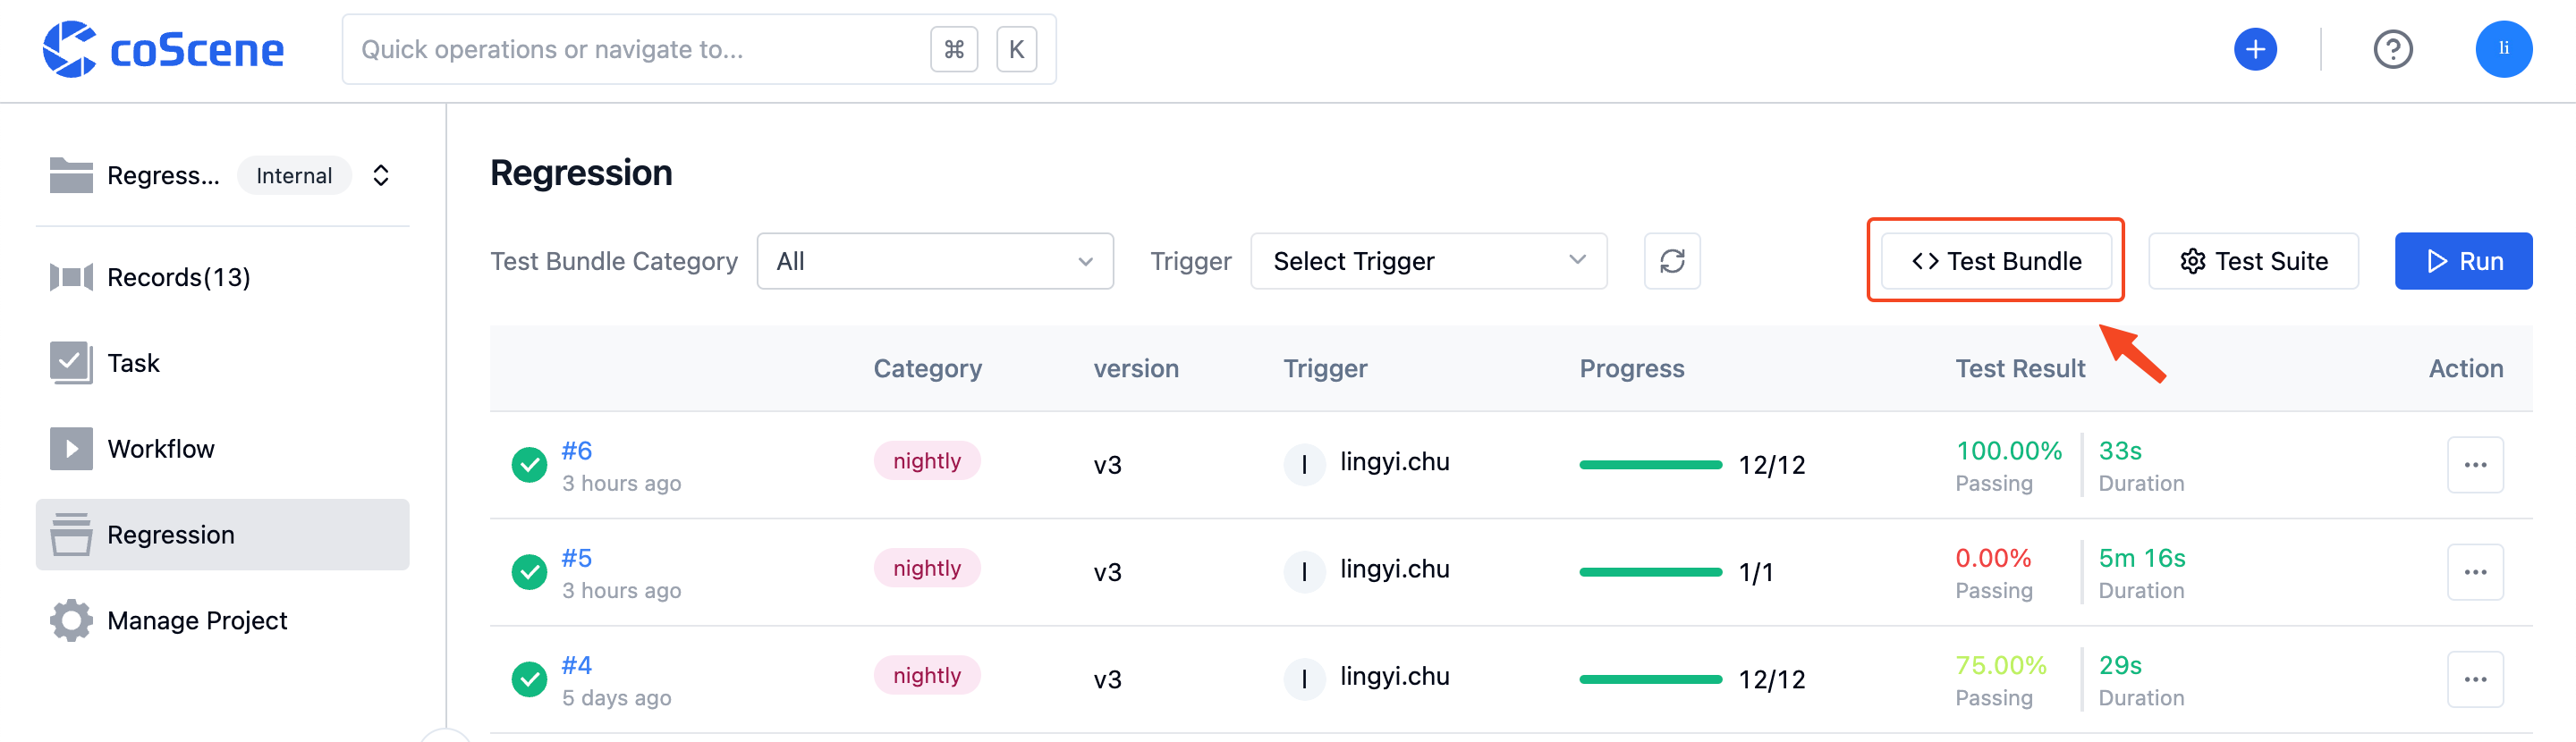 coScene
Quick operations or navigate to... ⌘ K
li
Regress... Internal
Records(13)
Task
Workflow
Regression
Manage Project
Regression
Test Bundle Category All Trigger Select Trigger Test Bundle Test Suite Run
Category version Trigger Progress Test Result Action
#6 nightly v3 l lingyi.chu 12/12 100.00% 33s
3 hours ago Passing Duration
#5 nightly v3 l lingyi.chu 1/1 0.00% 5m 16s
3 hours ago Passing Duration
#4 nightly v3 l lingyi.chu 12/12 75.00% 29s
5 days ago Passing Duration